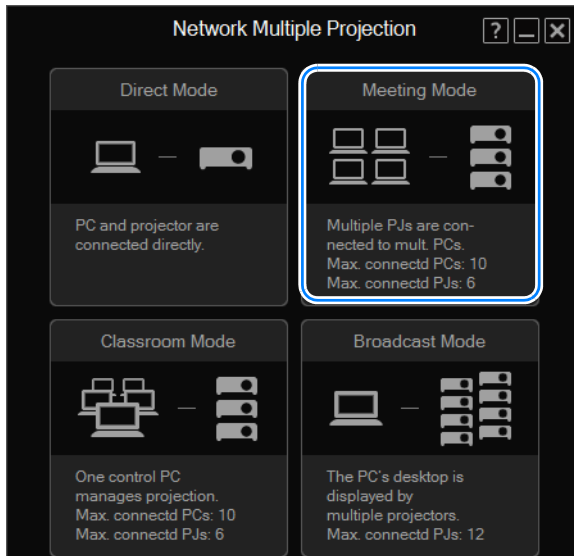 Network Multiple Projection
?
Direct Mode
PC and projector are
connected directly.
Meeting Mode
Multiple PJs are con-
nected to mult. PCs.
Max. connectd PCs: 10
Max. connectd PJs: 6
Classroom Mode
One control PC
manages projection.
Max. connectd PCs: 10
Max. connectd PJs: 6
Broadcast Mode
The PC's desktop is
displayed by
multiple projectors.
Max. connectd PJs: 12